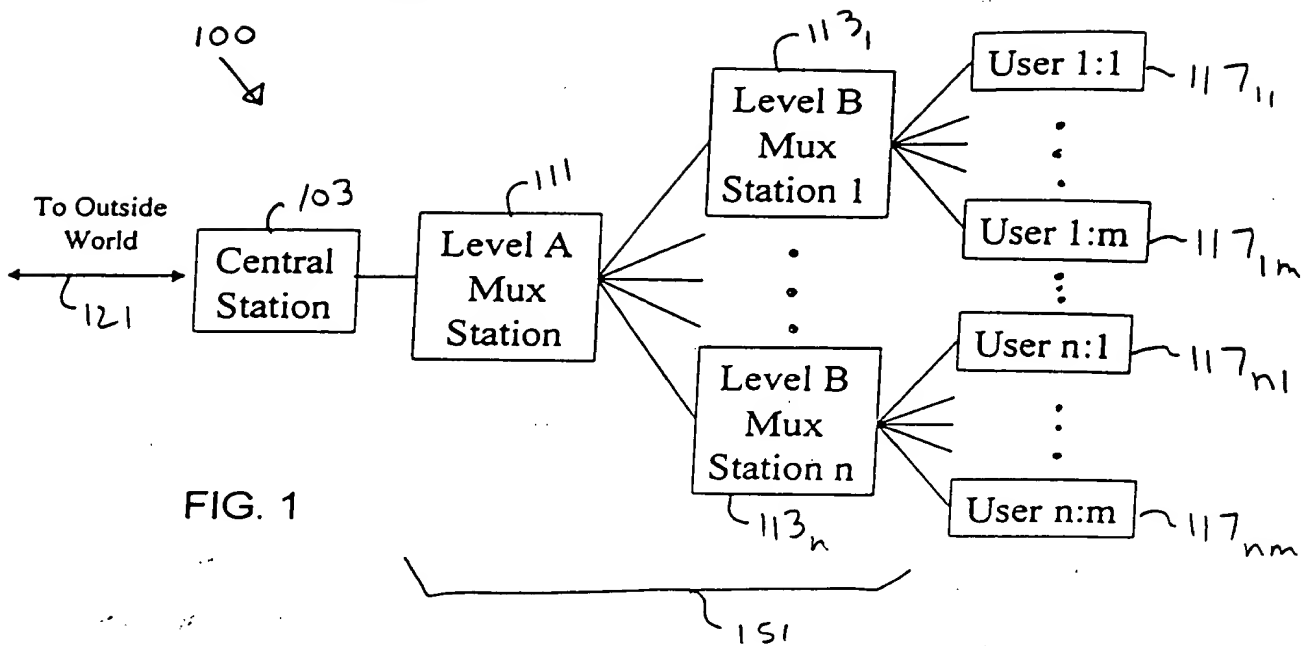 100
To Outside
World
121
103
Central
Station
111
Level A
Mux
Station
113₁
Level B
Mux
Station 1
Level B
Mux
Station n
113ₙ
User 1:1
117₁₁
User 1:m
117₁ₘ
User n:1
117ₙ₁
User n:m
117ₙₘ
FIG. 1
151